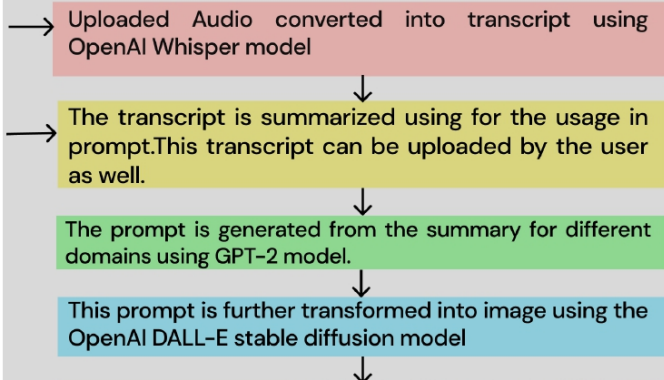 Uploaded Audio converted into transcript using
OpenAI Whisper model
The transcript is summarized using for the usage in
prompt.This transcript can be uploaded by the user
as well.
The prompt is generated from the summary for different
domains using GPT-2 model.
This prompt is further transformed into image using the
OpenAI DALL-E stable diffusion model